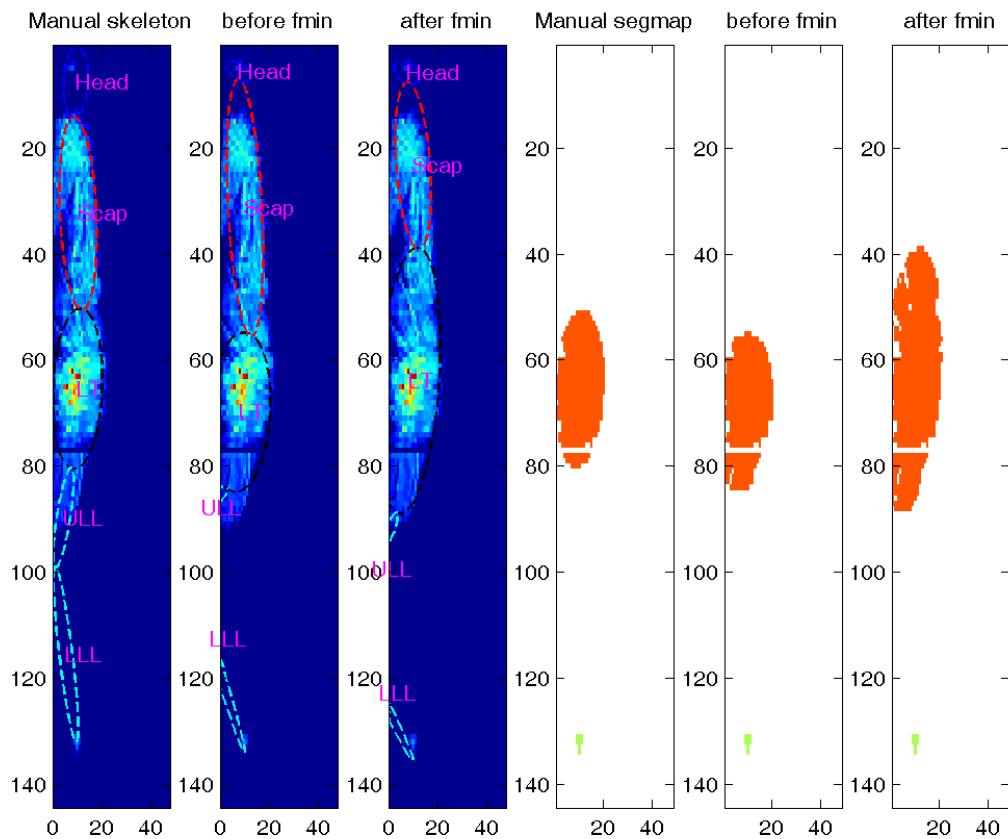 Manual skeleton before fmin after fmin Manual segmap before fmin after fmin
Head Head Head
20 20 20 20 20 20
Scap Scap Scap
40 40 40 40 40 40
60 60 60 60 60 60
LT LT LT
80 80 80 80 80 80
ULL ULL ULL
100 100 100 100 100 100
LLL LLL LLL
120 120 120 120 120 120
140 140 140 140 140 140
0 20 40 0 20 40 0 20 40 20 40 20 40 20 40